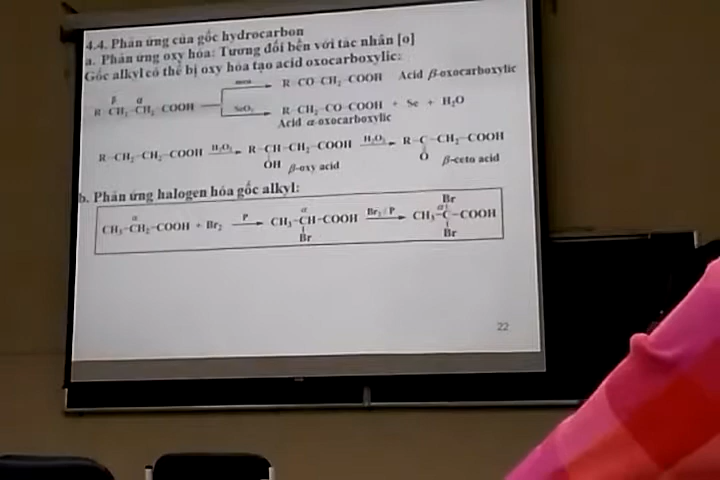 4.4. Phản ứng của gốc hydrocarbon
a. Phản ứng oxy hóa: Tương đối bền với tác nhân [o]
Gốc alkyl có thể bị oxy hóa tạo acid oxocarboxylic:
R-CO-CH2-COOH Acid β-oxocarboxylic
β α
R-CH2-CH2-COOH
SeO2 R-CH2-CO-COOH + Se + H2O
Acid α-oxocarboxylic
R-CH2-CH2-COOH H2O2 R-CH-CH2-COOH H2O2 R-C-CH2-COOH
OH β-oxy acid O β-ceto acid
b. Phản ứng halogen hóa gốc alkyl:
α α Br
CH3-CH2-COOH + Br2 P CH3-CH-COOH Br2/P CH3-C-COOH
Br Br
22